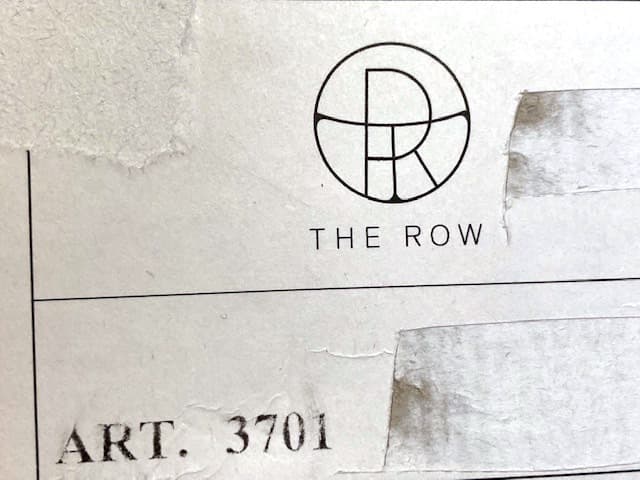 THE ROW
ART. 3701